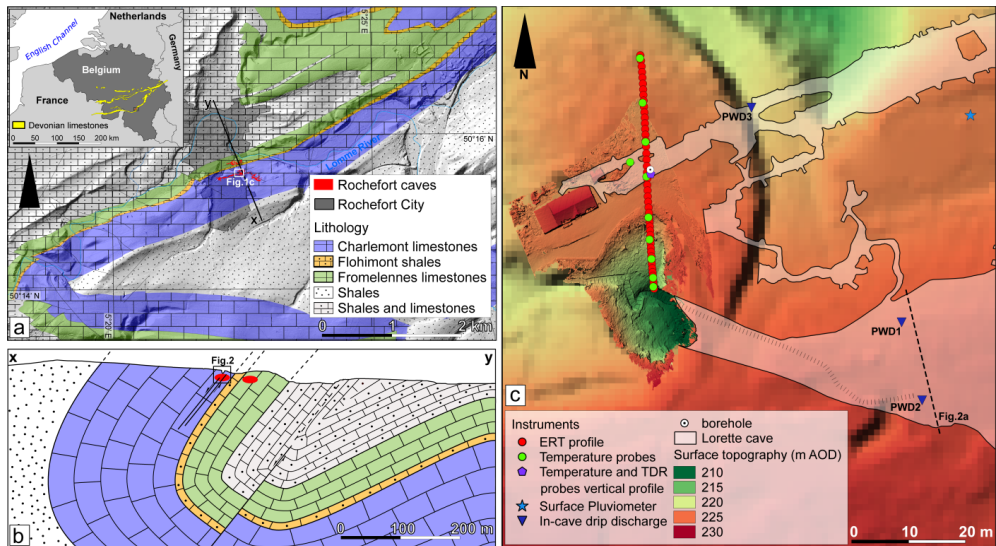 Netherlands
English Channel
Germany
Belgium
France
Devonian limestones
0 50 100 150 200 km
5°25' E
50°16' N
y
Lomme River
Fig.1c
x
Rochefort caves
Rochefort City
Lithology
Charlemont limestones
Flohimont shales
Fromelennes limestones
Shales
Shales and limestones
50°14' N
5°20' E
a
0 1 2 km
x
Fig.2
y
b
0 100 200 m
N
PWD3
PWD1
PWD2
Fig.2a
c
Instruments
ERT profile
Temperature probes
Temperature and TDR
probes vertical profile
Surface Pluviometer
In-cave drip discharge
borehole
Lorette cave
Surface topography (m AOD)
210
215
220
225
230
0 10 20 m